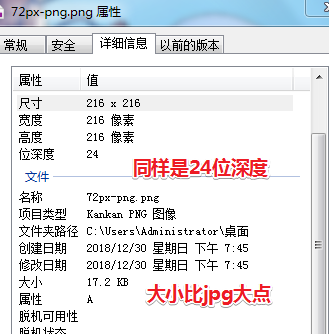 72px-png.png 属性
常规 安全 详细信息 以前的版本
属性 值
尺寸 216 x 216
宽度 216 像素
高度 216 像素
位深度 24
同样是24位深度
文件
名称 72px-png.png
项目类型 Kankan PNG 图像
文件夹路径 C:\Users\Administrator\桌面
创建日期 2018/12/30 星期日 下午 7:45
修改日期 2018/12/30 星期日 下午 7:45
大小 17.2 KB
大小比jpg大点
属性 A
脱机可用性
脱机状态